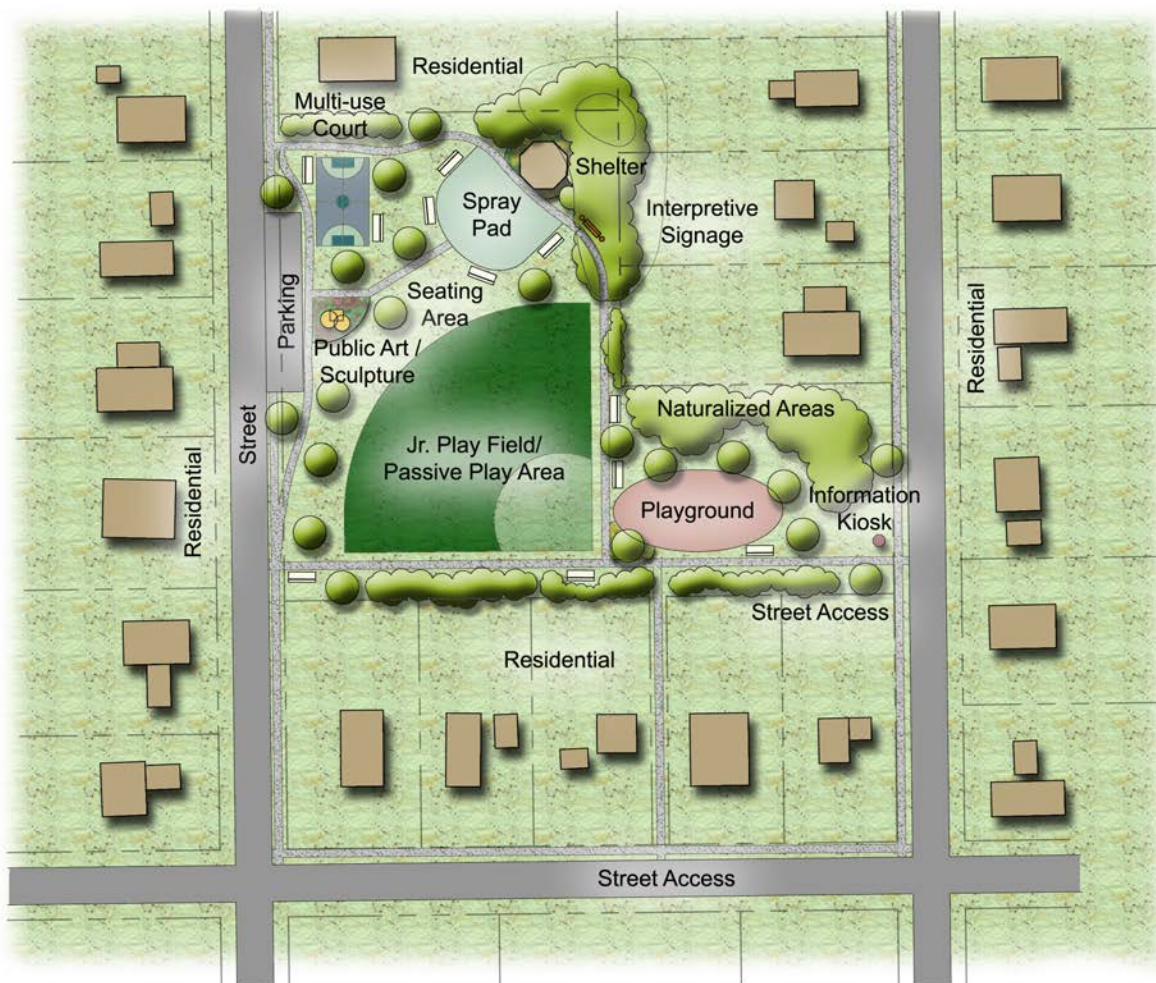 Residential
Multi-use
Court
Shelter
Spray
Pad
Interpretive
Signage
Parking
Seating
Area
Public Art /
Sculpture
Residential
Street
Naturalized Areas
Jr. Play Field/
Passive Play Area
Residential
Playground
Information
Kiosk
Street Access
Residential
Street Access